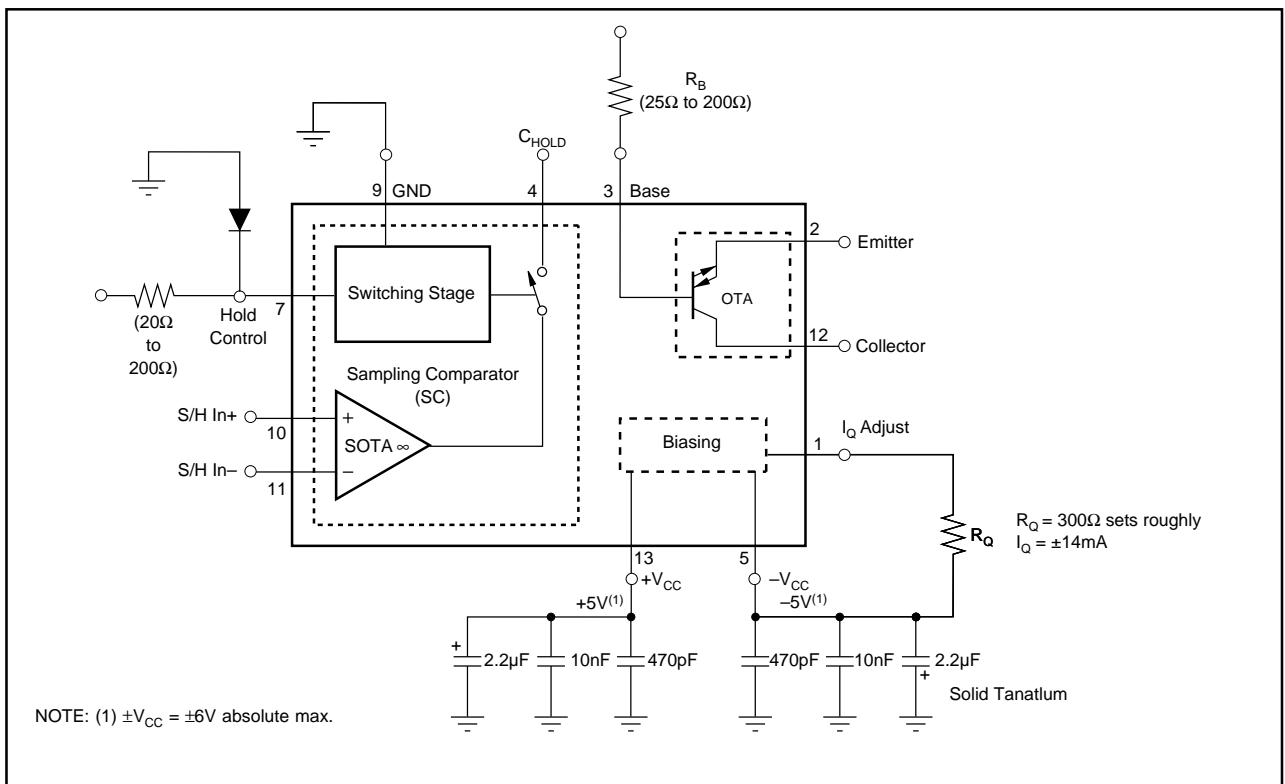 R_B
(25Ω to 200Ω)
C_HOLD
9 GND
4
3 Base
2
Emitter
Switching Stage
OTA
7
Hold
Control
(20Ω
to
200Ω)
12
Collector
Sampling Comparator
(SC)
S/H In+
10
+
SOTA ∞
S/H In–
11
–
Biasing
1
I_Q Adjust
R_Q
R_Q = 300Ω sets roughly
I_Q = ±14mA
13
5
+V_CC
–V_CC
+5V(1)
–5V(1)
+
2.2µF
10nF
470pF
470pF
10nF
2.2µF
+
Solid Tanatlum
NOTE: (1) ±V_CC = ±6V absolute max.